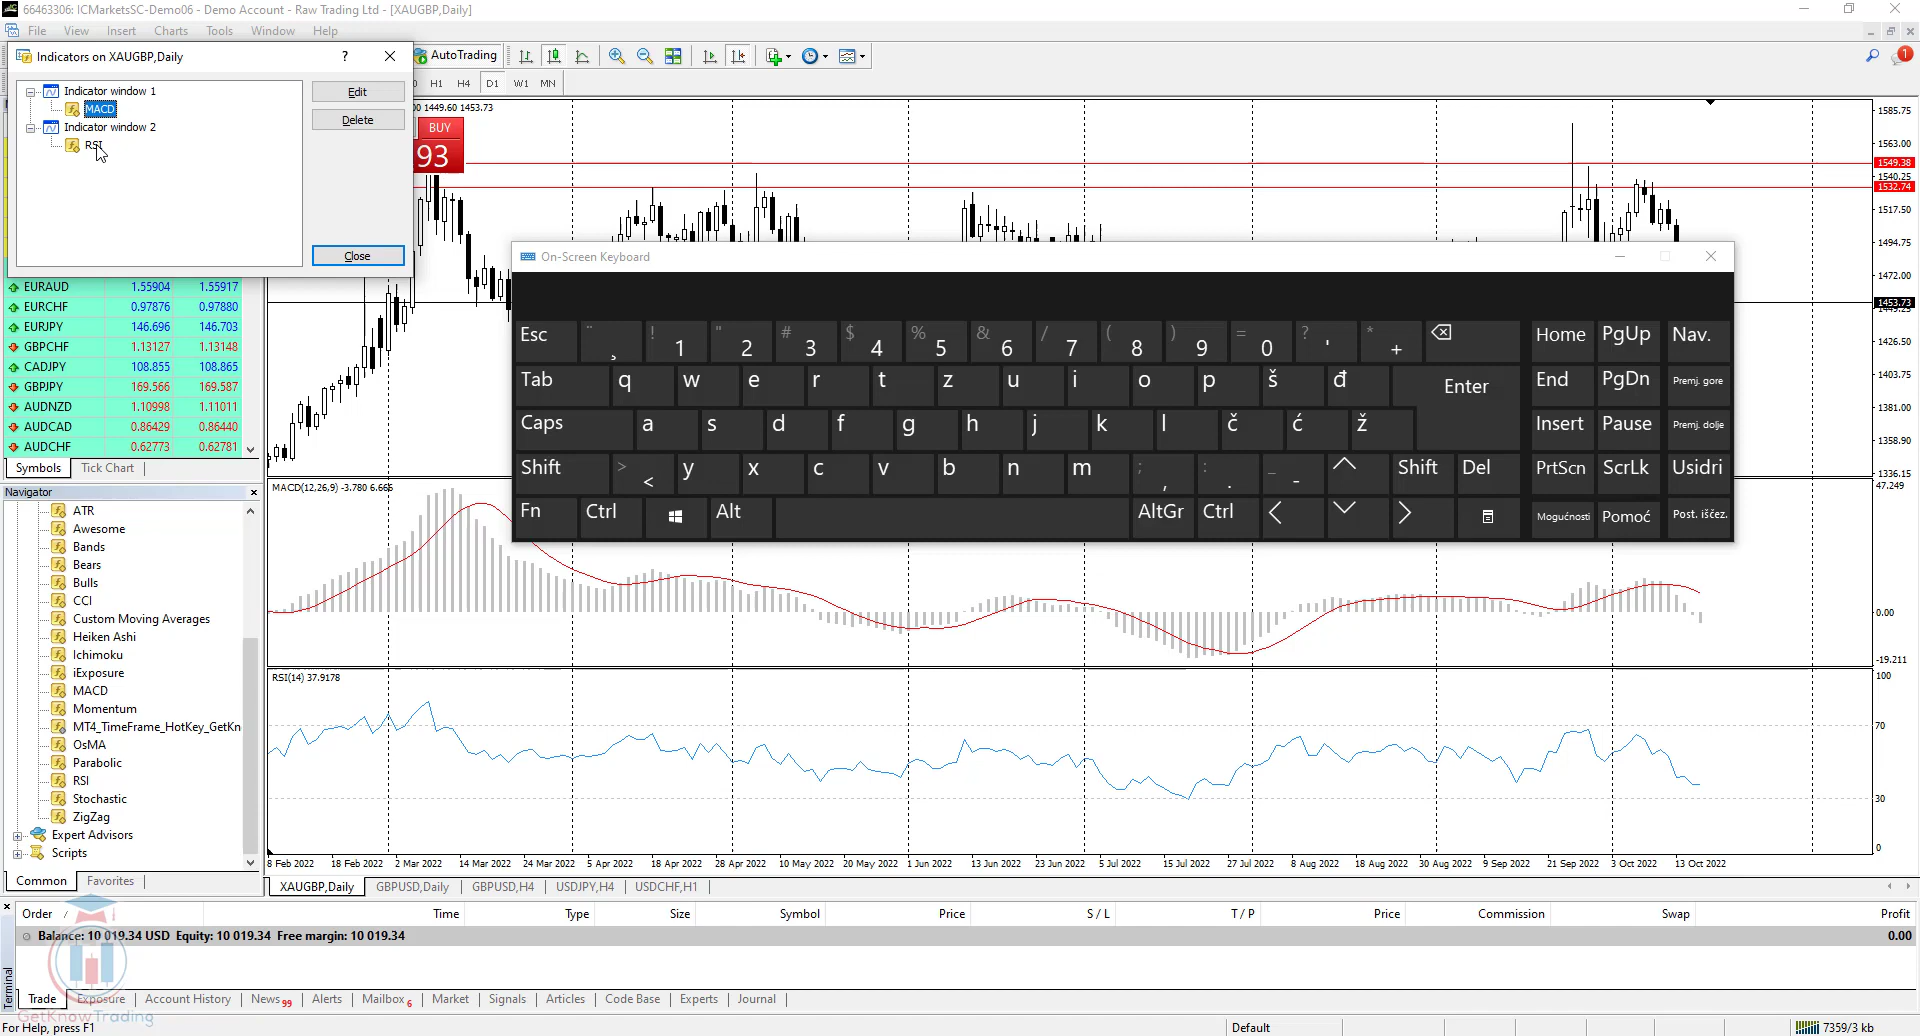 66463306: ICMarketsSC-Demo06 - Demo Account - Raw Trading Ltd - [XAUGBP,Daily]
File View Insert Charts Tools Window Help
Indicators on XAUGBP,Daily ?
AutoTrading
1
Indicator window 1
MACD
Indicator window 2
RSI
Edit
Delete
Close
H1 H4 D1 W1 MN
00 1449.60 1453.73
BUY
93
1585.75
1563.00
1549.38
1540.25
1532.74
1517.50
1494.75
1472.00
1453.73
1449.25
1426.50
1403.75
1381.00
1358.90
1336.15
EURAUD 1.55904 1.55917
EURCHF 0.97876 0.97880
EURJPY 146.696 146.703
GBPCHF 1.13127 1.13148
CADJPY 108.855 108.865
GBPJPY 169.566 169.587
AUDNZD 1.10998 1.11011
AUDCAD 0.86429 0.86440
AUDCHF 0.62773 0.62781
Symbols Tick Chart
Navigator
ATR
Awesome
Bands
Bears
Bulls
CCI
Custom Moving Averages
Heiken Ashi
Ichimoku
iExposure
MACD
Momentum
MT4_TimeFrame_HotKey_GetKn
OsMA
Parabolic
RSI
Stochastic
ZigZag
Expert Advisors
Scripts
Common Favorites
On-Screen Keyboard
Esc ¨ ¸ ! 1 " 2 # 3 $ 4 % 5 & 6 / 7 ( 8 ) 9 = 0 ? ' * + Home PgUp Nav.
Tab q w e r t z u i o p š đ Enter End PgDn Premj. gore
Caps a s d f g h j k l č ć ž Insert Pause Premj. dolje
Shift > < y x c v b n m ; , : . _ - Shift Del PrtScn ScrLk Usidri
Fn Ctrl Alt AltGr Ctrl Mogućnosti Pomoć Post. iščez.
MACD(12,26,9) -3.780 6.666
47.249
0.00
-19.211
RSI(14) 37.9178
100
70
30
0
8 Feb 2022 18 Feb 2022 2 Mar 2022 14 Mar 2022 24 Mar 2022 5 Apr 2022 18 Apr 2022 28 Apr 2022 10 May 2022 20 May 2022 1 Jun 2022 13 Jun 2022 23 Jun 2022 5 Jul 2022 15 Jul 2022 27 Jul 2022 8 Aug 2022 18 Aug 2022 30 Aug 2022 9 Sep 2022 21 Sep 2022 3 Oct 2022 13 Oct 2022
XAUGBP,Daily GBPUSD,Daily GBPUSD,H4 USDJPY,H4 USDCHF,H1
Order / Time Type Size Symbol Price S / L T / P Price Commission Swap Profit
Balance: 10 019.34 USD Equity: 10 019.34 Free margin: 10 019.34 0.00
Terminal
Trade Exposure Account History News 99 Alerts Mailbox 6 Market Signals Articles Code Base Experts Journal
GetKnowTrading
For Help, press F1 Default 7359/3 kb